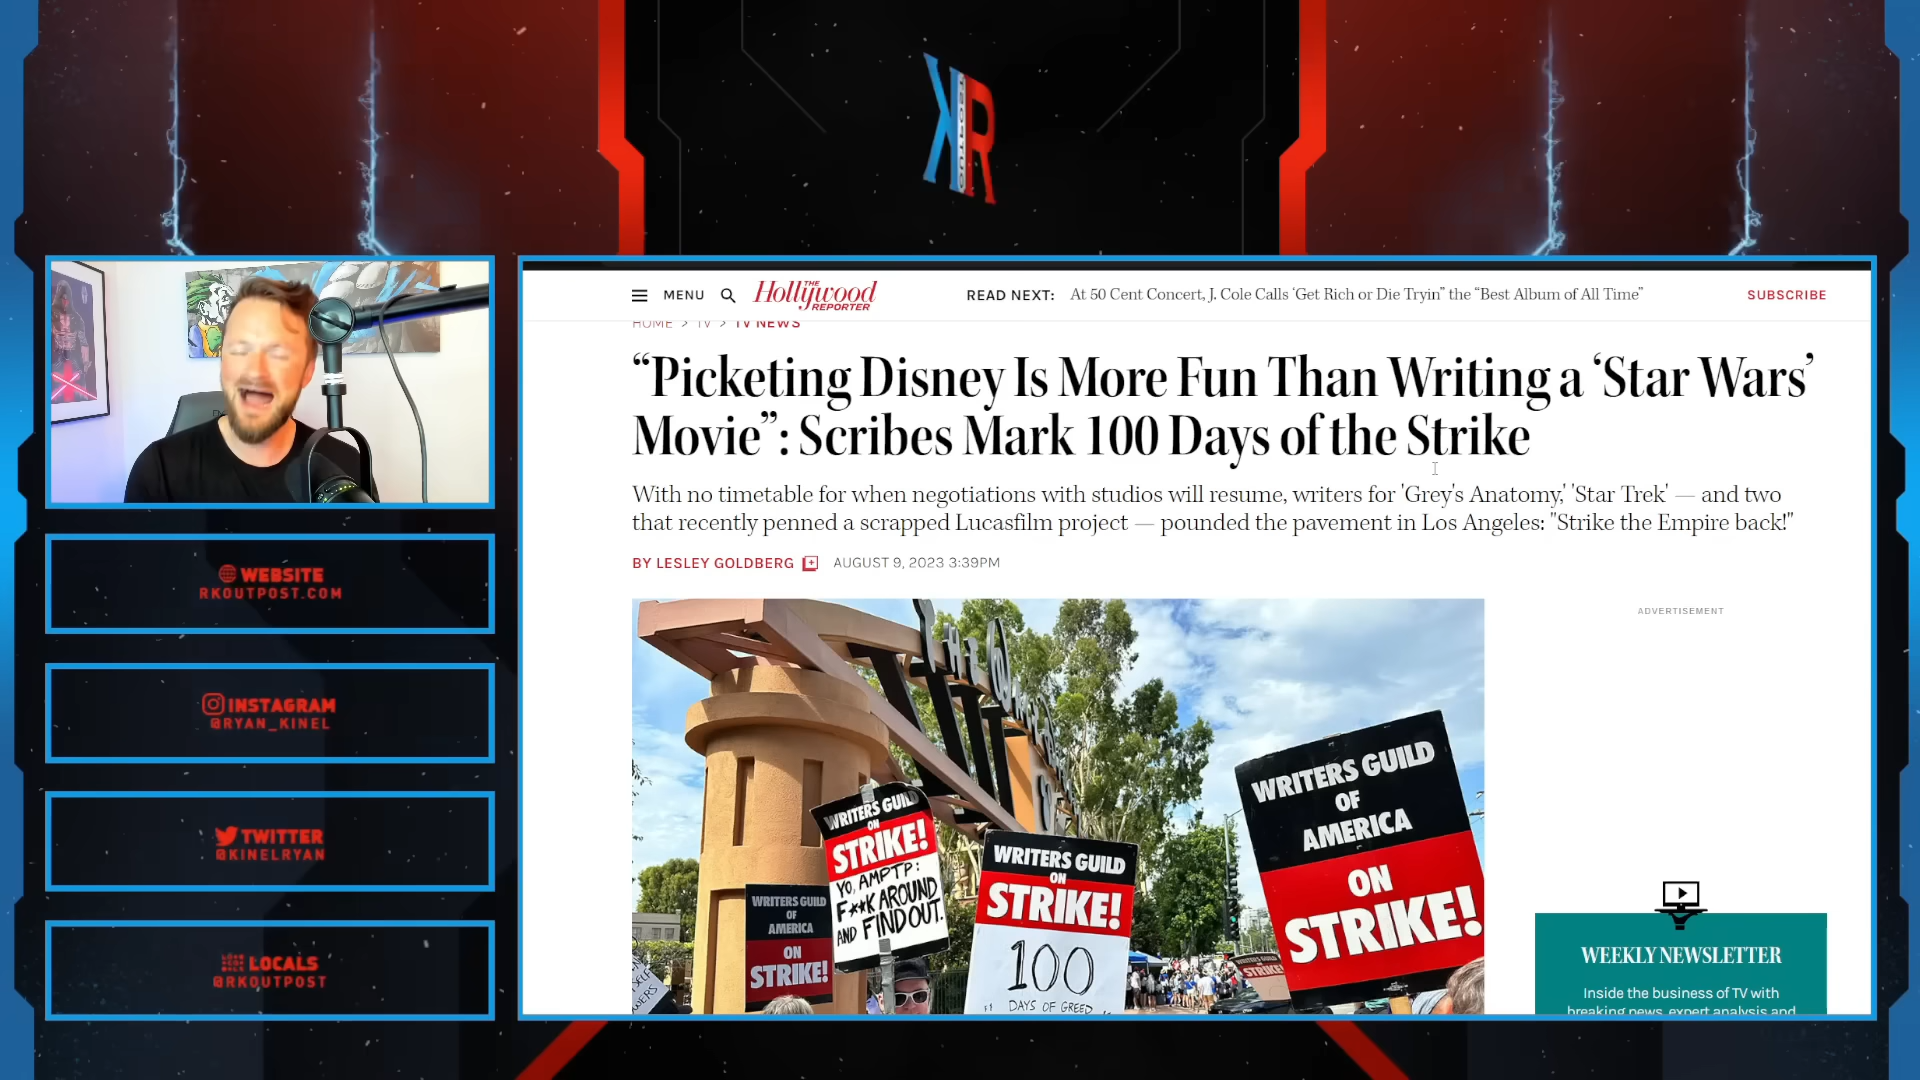 KR
OUTPOST
WEBSITE
RKOUTPOST.COM
INSTAGRAM
@RYAN_KINEL
TWITTER
@KINELRYAN
LOCALS
@RKOUTPOST
MENU
THE
Hollywood
REPORTER
READ NEXT: At 50 Cent Concert, J. Cole Calls ‘Get Rich or Die Tryin” the “Best Album of All Time”
SUBSCRIBE
HOME > TV > TV NEWS
“Picketing Disney Is More Fun Than Writing a ‘Star Wars’
Movie”: Scribes Mark 100 Days of the Strike
With no timetable for when negotiations with studios will resume, writers for 'Grey's Anatomy,' 'Star Trek' — and two
that recently penned a scrapped Lucasfilm project — pounded the pavement in Los Angeles: "Strike the Empire back!"
BY LESLEY GOLDBERG
AUGUST 9, 2023 3:39PM
ADVERTISEMENT
WRITERS GUILD
ON
STRIKE!
YO, AMPTP:
F**K AROUND
AND FIND OUT.
WRITERS GUILD
OF
AMERICA
ON
STRIKE!
WRITERS GUILD
ON
STRIKE!
100
DAYS OF GREED
WRITERS GUILD
OF
AMERICA
ON
STRIKE!
STRIKE!
WEEKLY NEWSLETTER
Inside the business of TV with
breaking news, expert analysis and